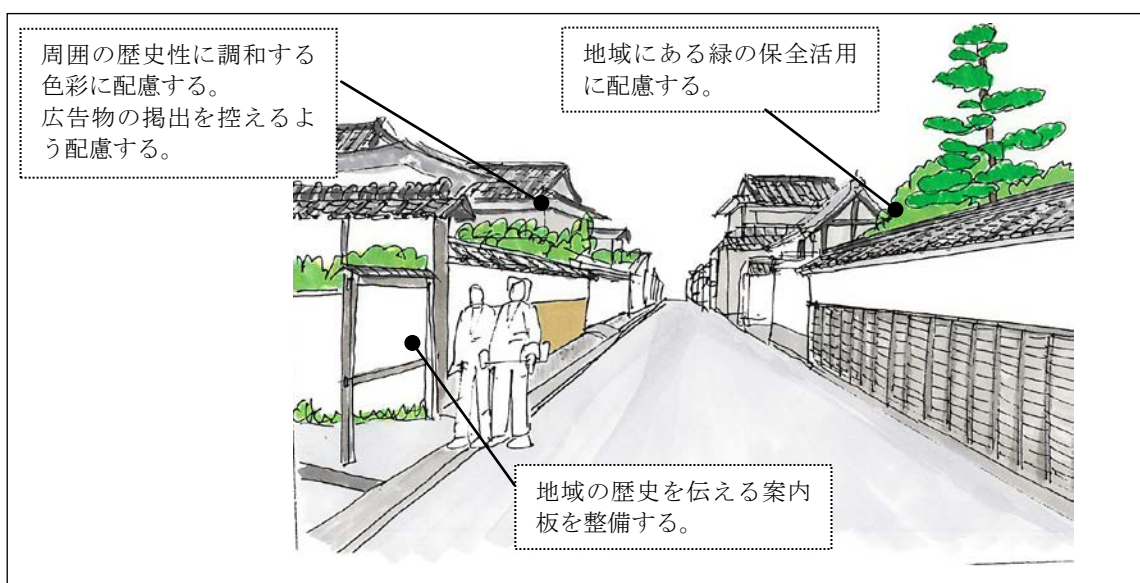 周囲の歴史性に調和する
色彩に配慮する。
広告物の掲出を控えるよ
う配慮する。
地域にある緑の保全活用
に配慮する。
地域の歴史を伝える案内
板を整備する。